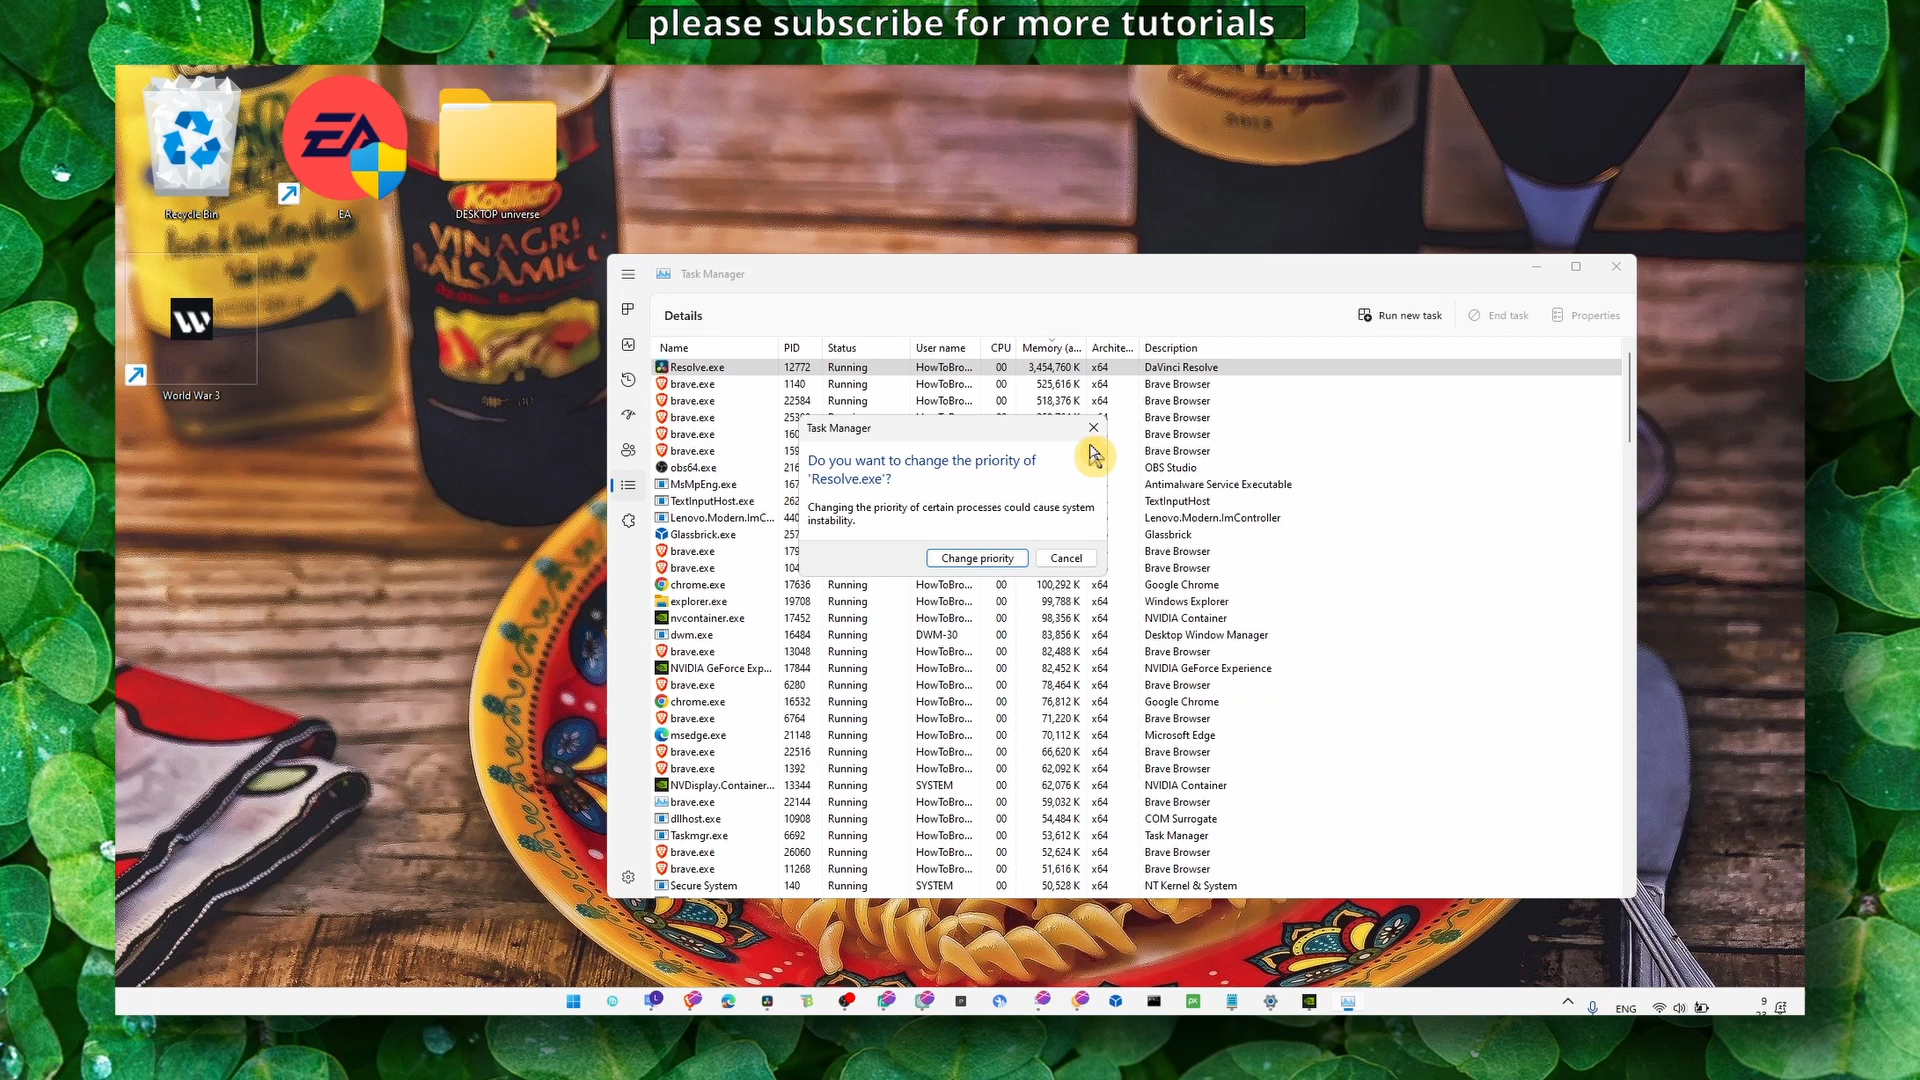 please subscribe for more tutorials
2013
Kodiller
VINAGRE
BALSAMICO
Recycle Bin
EA
EA
DESKTOP universe
World War 3
Task Manager
Details
Run new task
End task
Properties
Name PID Status User name CPU Memory (a... Archite... Description
Resolve.exe 12772 Running HowToBro... 00 3,454,760 K x64 DaVinci Resolve
brave.exe 1140 Running HowToBro... 00 525,616 K x64 Brave Browser
brave.exe 22584 Running HowToBro... 00 518,376 K x64 Brave Browser
brave.exe x64 Brave Browser
brave.exe Brave Browser
brave.exe Brave Browser
obs64.exe OBS Studio
MsMpEng.exe Antimalware Service Executable
TextInputHost.exe TextInputHost
Lenovo.Modern.ImC... Lenovo.Modern.ImController
Glassbrick.exe Glassbrick
brave.exe Brave Browser
brave.exe Brave Browser
Task Manager
Do you want to change the priority of
'Resolve.exe'?
Changing the priority of certain processes could cause system
instability.
Change priority
Cancel
chrome.exe 17636 Running HowToBro... 00 100,292 K x64 Google Chrome
explorer.exe 19708 Running HowToBro... 00 99,788 K x64 Windows Explorer
nvcontainer.exe 17452 Running HowToBro... 00 98,356 K x64 NVIDIA Container
dwm.exe 16484 Running DWM-30 00 83,856 K x64 Desktop Window Manager
brave.exe 13048 Running HowToBro... 00 82,488 K x64 Brave Browser
NVIDIA GeForce Exp... 17844 Running HowToBro... 00 82,452 K x64 NVIDIA GeForce Experience
brave.exe 6280 Running HowToBro... 00 78,464 K x64 Brave Browser
chrome.exe 16532 Running HowToBro... 00 76,812 K x64 Google Chrome
brave.exe 6764 Running HowToBro... 00 71,220 K x64 Brave Browser
msedge.exe 21148 Running HowToBro... 00 70,112 K x64 Microsoft Edge
brave.exe 22516 Running HowToBro... 00 66,620 K x64 Brave Browser
brave.exe 1392 Running HowToBro... 00 62,092 K x64 Brave Browser
NVDisplay.Container... 13344 Running SYSTEM 00 62,076 K x64 NVIDIA Container
brave.exe 22144 Running HowToBro... 00 59,032 K x64 Brave Browser
dllhost.exe 10908 Running HowToBro... 00 54,484 K x64 COM Surrogate
Taskmgr.exe 6692 Running HowToBro... 00 53,612 K x64 Task Manager
brave.exe 26060 Running HowToBro... 00 52,624 K x64 Brave Browser
brave.exe 11268 Running HowToBro... 00 51,616 K x64 Brave Browser
Secure System 140 Running SYSTEM 00 50,528 K x64 NT Kernel & System
ENG
9